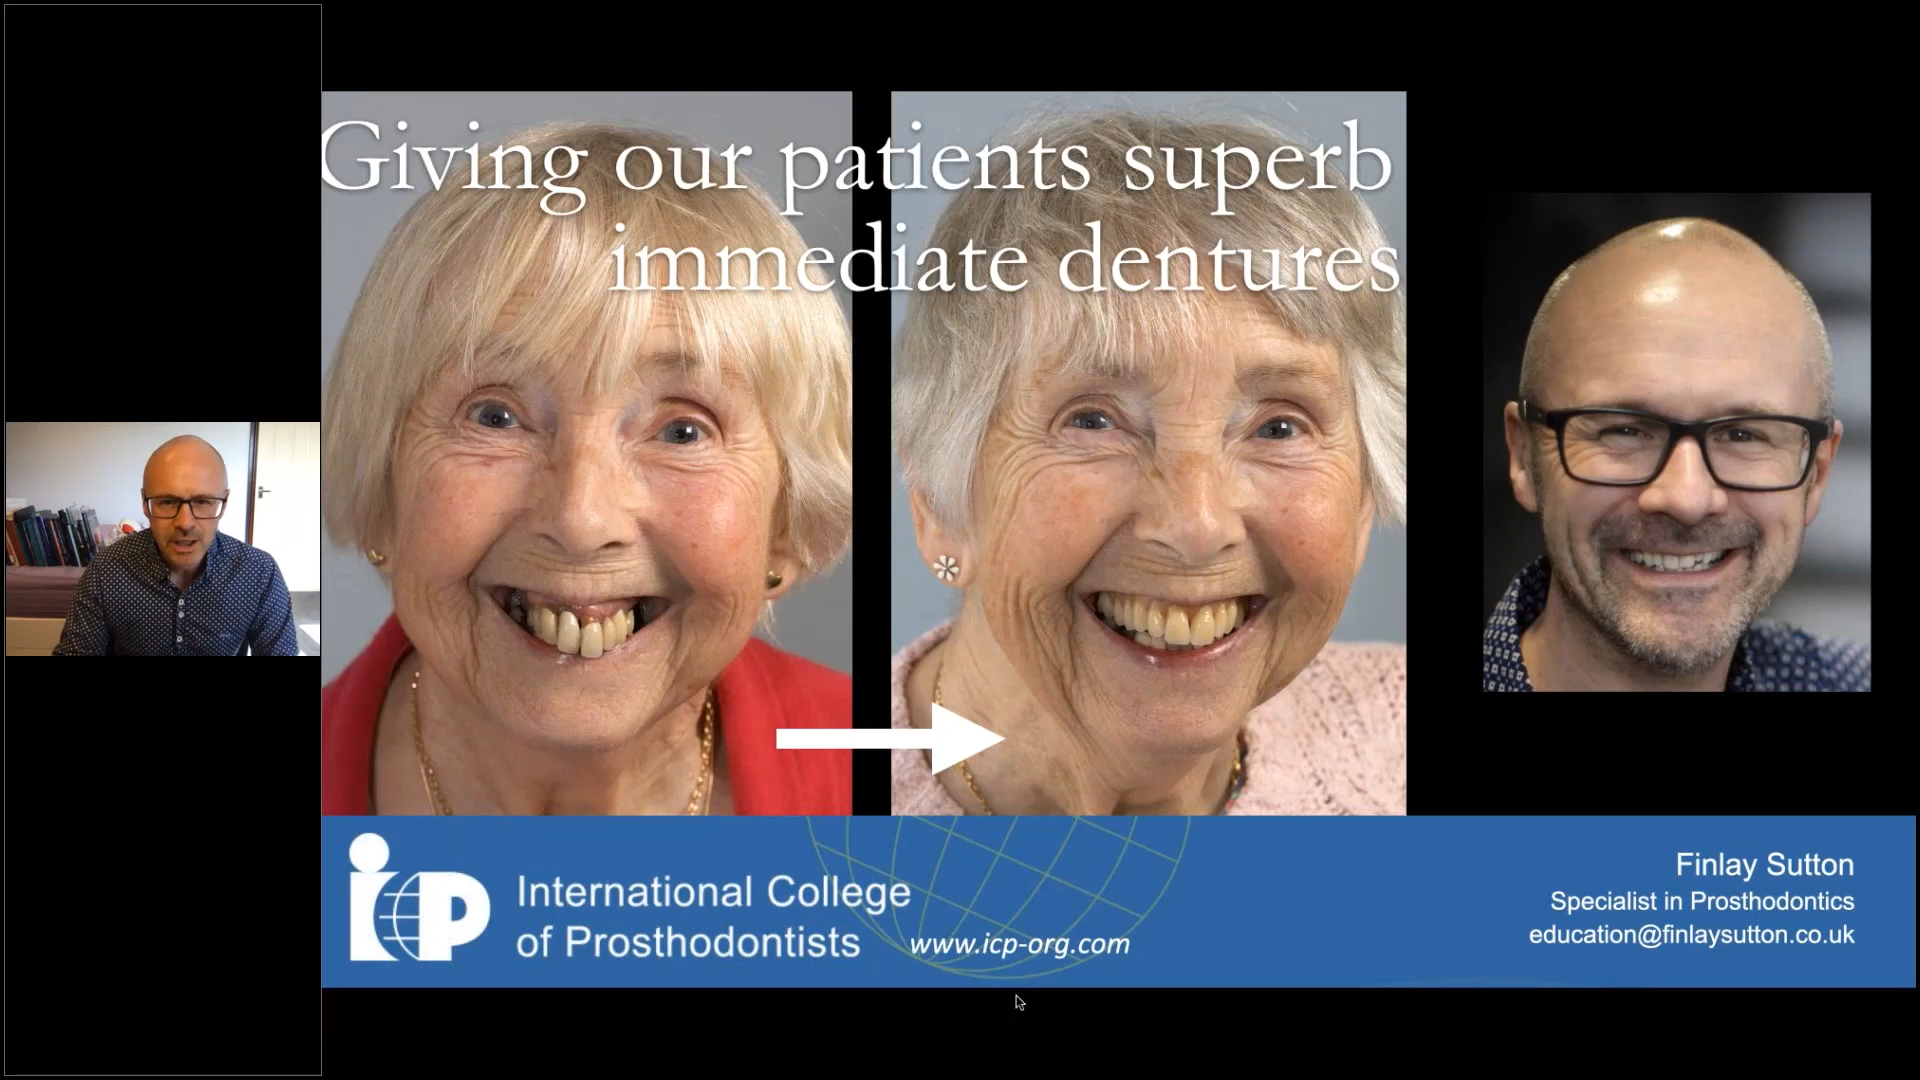 Giving our patients superb
immediate dentures
icp
International College
of Prosthodontists
www.icp-org.com
Finlay Sutton
Specialist in Prosthodontics
education@finlaysutton.co.uk